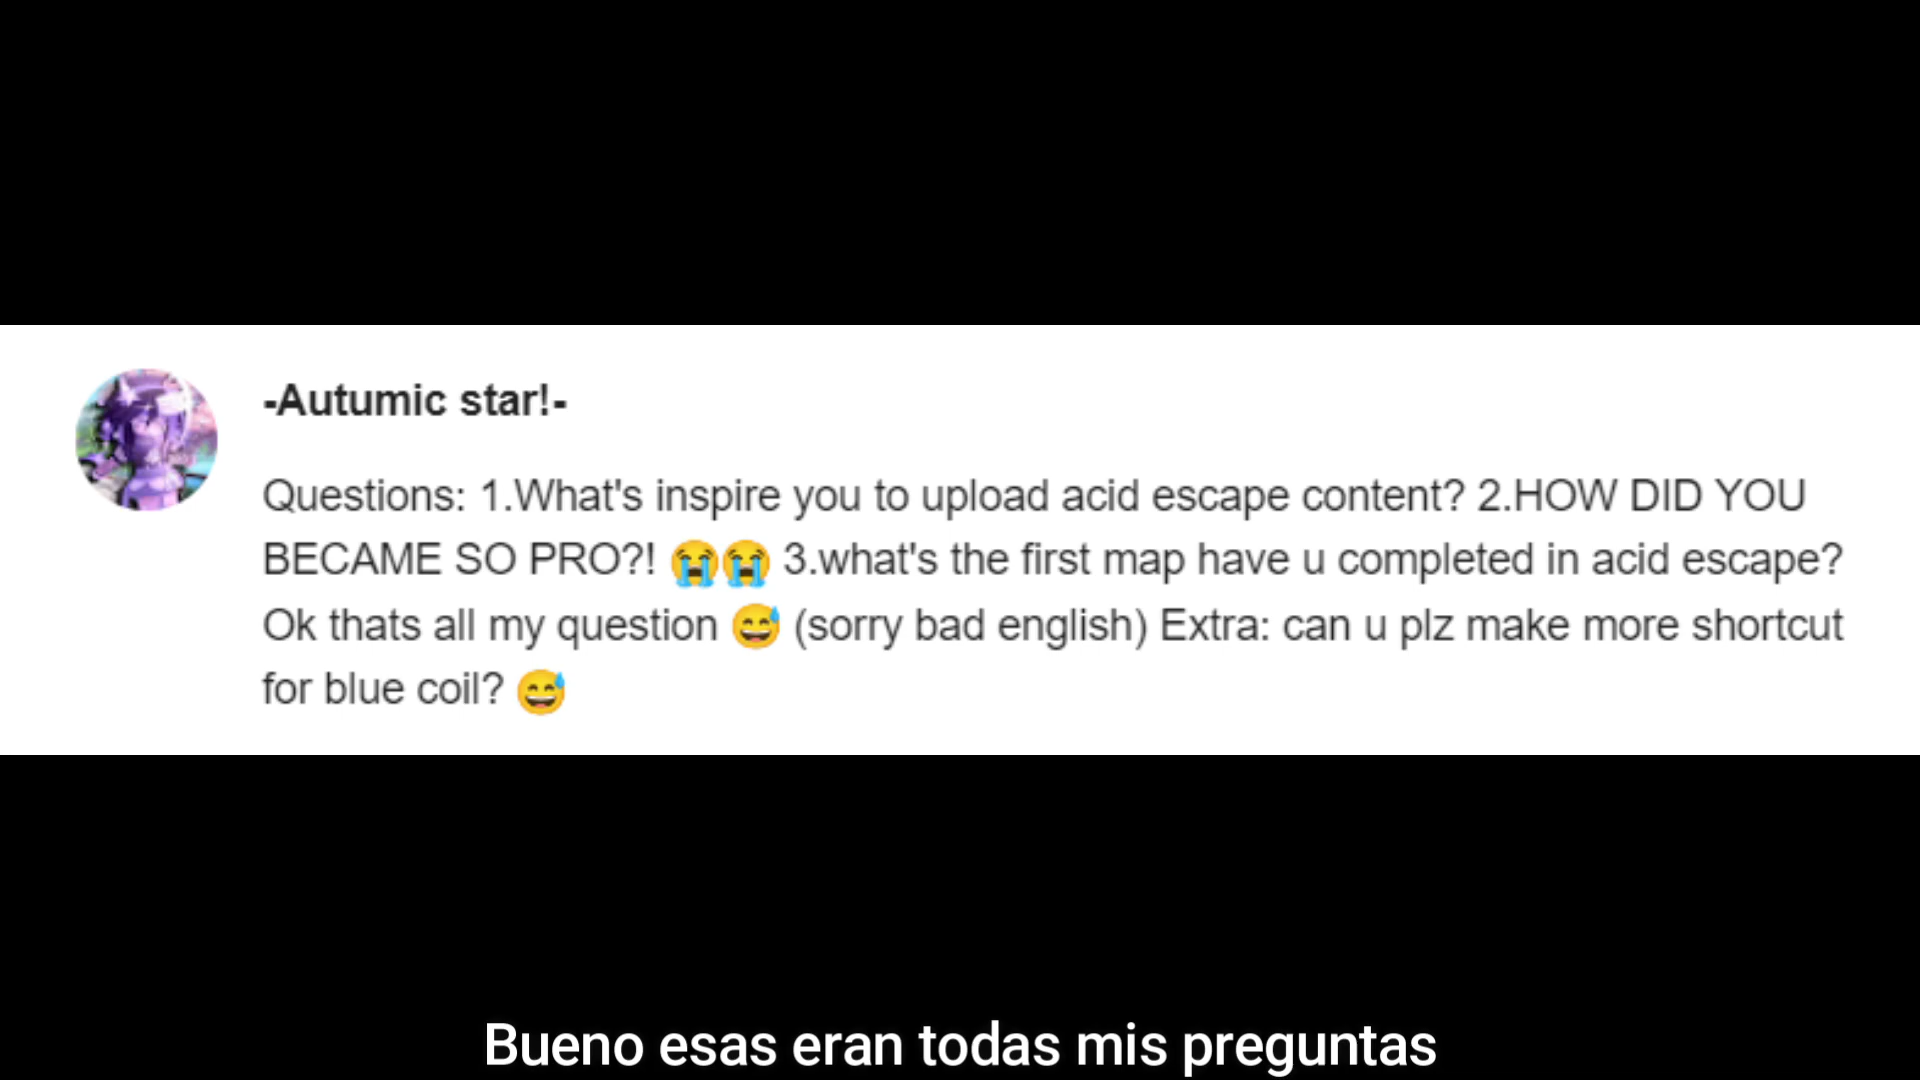 -Autumic star!-
Questions: 1.What's inspire you to upload acid escape content? 2.HOW DID YOU
BECAME SO PRO?! 😭😭 3.what's the first map have u completed in acid escape?
Ok thats all my question 😅 (sorry bad english) Extra: can u plz make more shortcut
for blue coil? 😅
Bueno esas eran todas mis preguntas